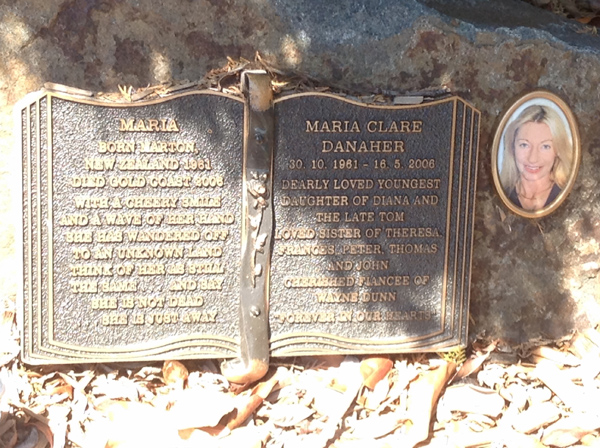 MARIA
BORN MARTON,
NEW ZEALAND 1961
DIED GOLD COAST 2006
WITH A CHEERY SMILE
AND A WAVE OF HER HAND
SHE HAS WANDERED OFF
TO AN UNKNOWN LAND
THINK OF HER AS STILL
THE SAME AND SAY
SHE IS NOT DEAD
SHE IS JUST AWAY
MARIA CLARE
DANAHER
30. 10. 1961 - 16. 5. 2006
DEARLY LOVED YOUNGEST
DAUGHTER OF DIANA AND
THE LATE TOM
LOVED SISTER OF THERESA,
FRANCES, PETER, THOMAS
AND JOHN
CHERISHED FIANCEE OF
WAYNE DUNN
"FOREVER IN OUR HEARTS"